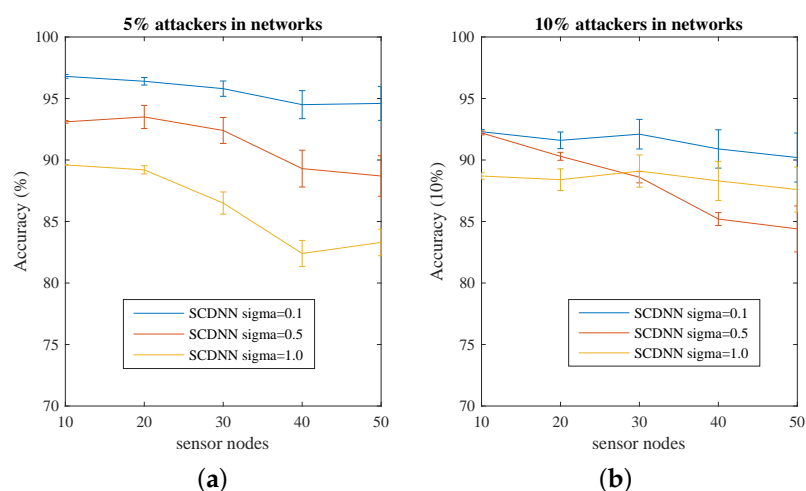 5% attackers in networks
100
95
90
85
80
75
70
Accuracy (%)
SCDNN sigma=0.1
SCDNN sigma=0.5
SCDNN sigma=1.0
10 20 30 40 50
sensor nodes
(a)
10% attackers in networks
100
95
90
85
80
75
70
Accuracy (10%)
SCDNN sigma=0.1
SCDNN sigma=0.5
SCDNN sigma=1.0
10 20 30 40 50
sensor nodes
(b)